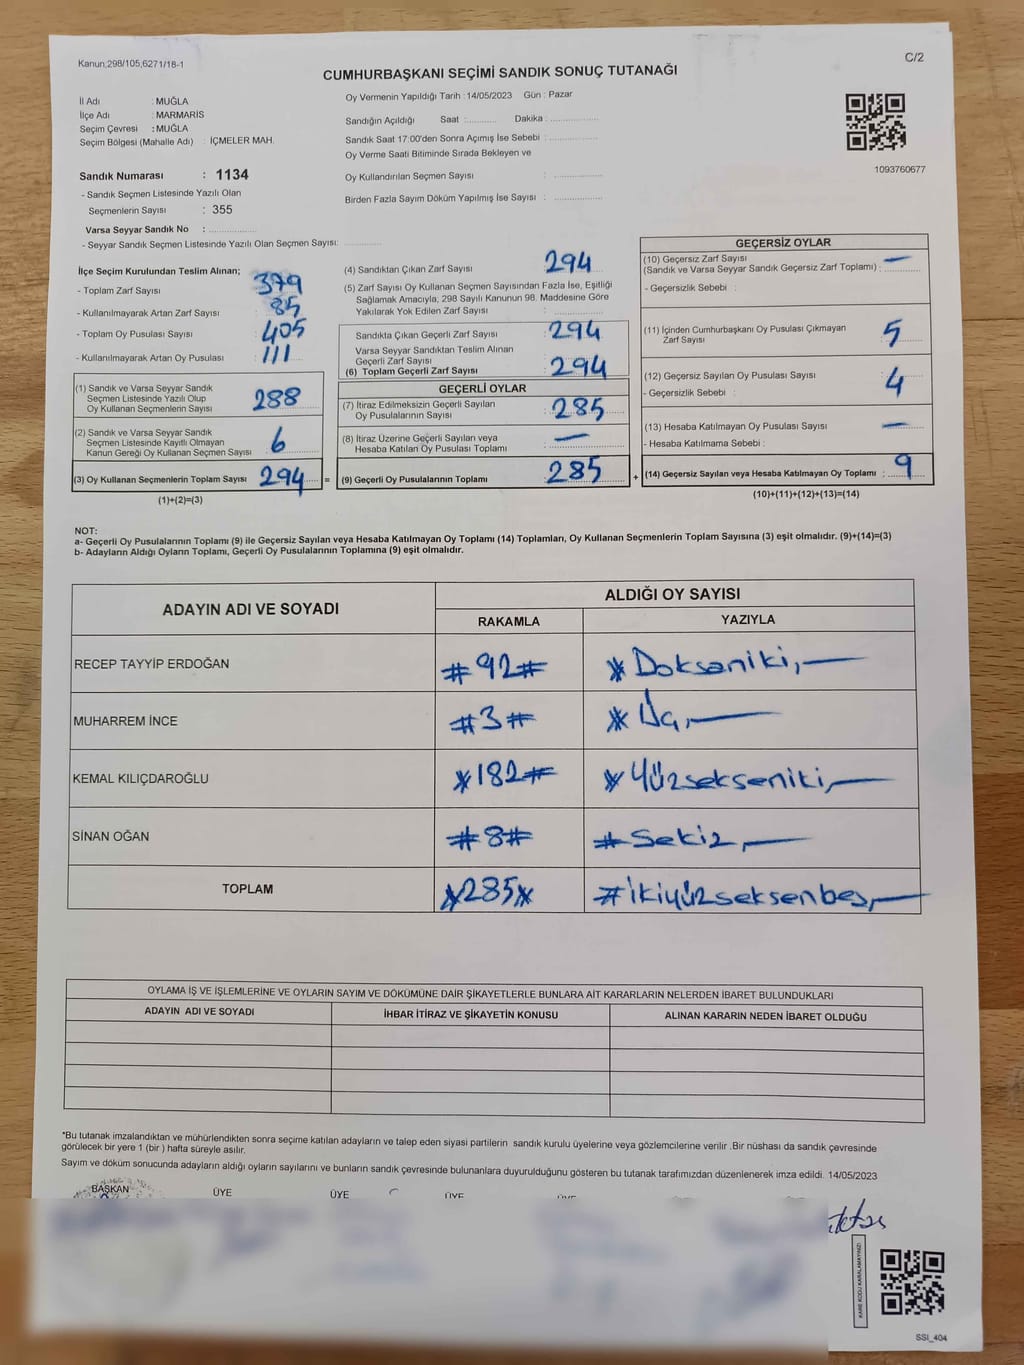 Kanun,298/105,6271/18-1
C/2
CUMHURBAŞKANI SEÇİMİ SANDIK SONUÇ TUTANAĞI
İl Adı : MUĞLA
İlçe Adı : MARMARİS
Seçim Çevresi : MUĞLA
Seçim Bölgesi (Mahalle Adı) : İÇMELER MAH.
Oy Vermenin Yapıldığı Tarih : 14/05/2023 Gün : Pazar
Sandığın Açıldığı Saat :........... Dakika :.................
Sandık Saat 17:00'den Sonra Açımış İse Sebebi :.................
Oy Verme Saati Bitiminde Sırada Bekleyen ve
Oy Kullandırılan Seçmen Sayısı : .................
Birden Fazla Sayım Döküm Yapılmış İse Sayısı : .................
1093760677
Sandık Numarası : 1134
- Sandık Seçmen Listesinde Yazılı Olan
Seçmenlerin Sayısı : 355
Varsa Seyyar Sandık No : .................
- Seyyar Sandık Seçmen Listesinde Yazılı Olan Seçmen Sayısı: .............
İlçe Seçim Kurulundan Teslim Alınan;
- Toplam Zarf Sayısı : 379
- Kullanılmayarak Artan Zarf Sayısı : 85
- Toplam Oy Pusulası Sayısı : 405
- Kullanılmayarak Artan Oy Pusulası : 111
(1) Sandık ve Varsa Seyyar Sandık
Seçmen Listesinde Yazılı Olup
Oy Kullanan Seçmenlerin Sayısı : 288
(2) Sandık ve Varsa Seyyar Sandık
Seçmen Listesinde Kayıtlı Olmayan
Kanun Gereği Oy Kullanan Seçmen Sayısı : 6
(3) Oy Kullanan Seçmenlerin Toplam Sayısı : 294 =
(1)+(2)=(3)
(4) Sandıktan Çıkan Zarf Sayısı : 294
(5) Zarf Sayısı Oy Kullanan Seçmen Sayısından Fazla İse, Eşitliği
Sağlamak Amacıyla, 298 Sayılı Kanunun 98. Maddesine Göre
Yakılarak Yok Edilen Zarf Sayısı : .................
Sandıkta Çıkan Geçerli Zarf Sayısı : 294
Varsa Seyyar Sandıktan Teslim Alınan
Geçerli Zarf Sayısı :
(6) Toplam Geçerli Zarf Sayısı : 294
GEÇERLİ OYLAR
(7) İtiraz Edilmeksizin Geçerli Sayılan
Oy Pusulalarının Sayısı : 285
(8) İtiraz Üzerine Geçerli Sayılan veya
Hesaba Katılan Oy Pusulası Toplamı : —
(9) Geçerli Oy Pusulalarının Toplamı : 285 +
GEÇERSİZ OYLAR
(10) Geçersiz Zarf Sayısı
(Sandık ve Varsa Seyyar Sandık Geçersiz Zarf Toplamı) : —
- Geçersizlik Sebebi :
(11) İçinden Cumhurbaşkanı Oy Pusulası Çıkmayan
Zarf Sayısı : 5
(12) Geçersiz Sayılan Oy Pusulası Sayısı : 4
- Geçersizlik Sebebi :
(13) Hesaba Katılmayan Oy Pusulası Sayısı : —
- Hesaba Katılmama Sebebi :
(14) Geçersiz Sayılan veya Hesaba Katılmayan Oy Toplamı : 9
(10)+(11)+(12)+(13)=(14)
NOT:
a- Geçerli Oy Pusulalarının Toplamı (9) ile Geçersiz Sayılan veya Hesaba Katılmayan Oy Toplamı (14) Toplamları, Oy Kullanan Seçmenlerin Toplam Sayısına (3) eşit olmalıdır. (9)+(14)=(3)
b- Adayların Aldığı Oyların Toplamı, Geçerli Oy Pusulalarının Toplamına (9) eşit olmalıdır.
ADAYIN ADI VE SOYADI ALDIĞI OY SAYISI
RAKAMLA YAZIYLA
RECEP TAYYİP ERDOĞAN #92# * Doksaniki,—
MUHARREM İNCE #3# * Üç,—
KEMAL KILIÇDAROĞLU *182# * Yüzsekseniki,—
SİNAN OĞAN #8# # Sekiz,—
TOPLAM *285* # İkiyüzseksenbeş,—
OYLAMA İŞ VE İŞLEMLERİNE VE OYLARIN SAYIM VE DÖKÜMÜNE DAİR ŞİKAYETLERLE BUNLARA AİT KARARLARIN NELERDEN İBARET BULUNDUKLARI
ADAYIN ADI VE SOYADI İHBAR İTİRAZ VE ŞİKAYETİN KONUSU ALINAN KARARIN NEDEN İBARET OLDUĞU
*Bu tutanak imzalandıktan ve mühürlendikten sonra seçime katılan adayların ve talep eden siyasi partilerin sandık kurulu üyelerine veya gözlemcilerine verilir .Bir nüshası da sandık çevresinde
görülecek bir yere 1 (bir ) hafta süreyle asılır.
Sayım ve döküm sonucunda adayların aldığı oyların sayılarını ve bunların sandık çevresinde bulunanlara duyurulduğunu gösteren bu tutanak tarafımızdan düzenlenerek imza edildi. 14/05/2023
BAŞKAN ÜYE ÜYE ÜYE ÜYE
KARE KODU KARALAMAYINIZ!
SSI_404